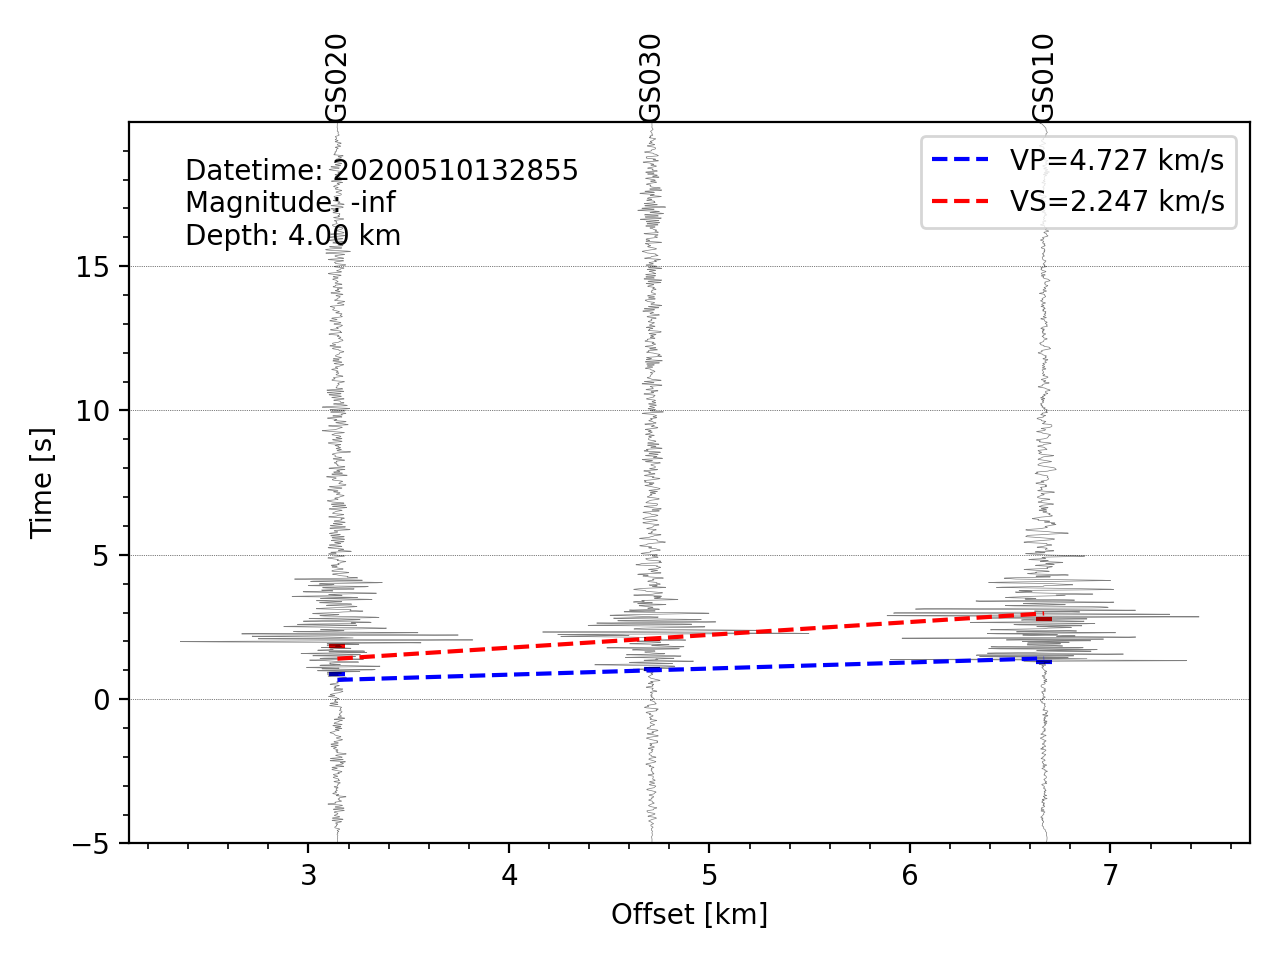 GS020
GS030
GS010
Datetime: 20200510132855
Magnitude: -inf
Depth: 4.00 km
VP=4.727 km/s
VS=2.247 km/s
15
10
5
0
−5
Time [s]
3
4
5
6
7
Offset [km]